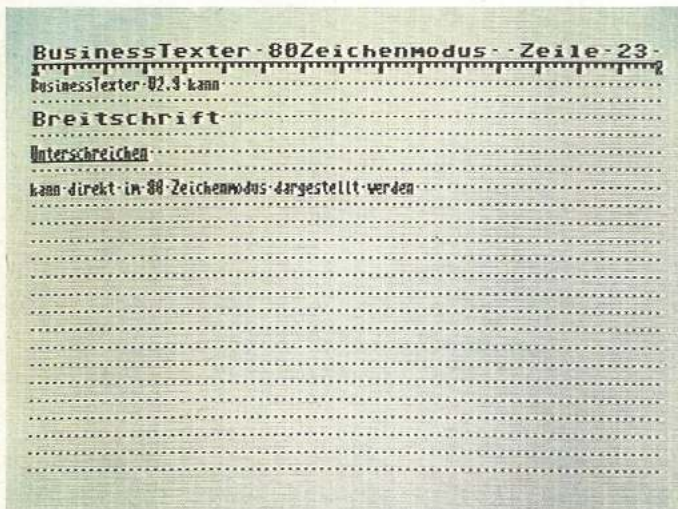 BusinessTexter 80Zeichenmodus Zeile 23
BusinessTexter V2.9 kann
Breitschrift
Unterschreichen
kann direkt im 80 Zeichenmodus dargestellt werden